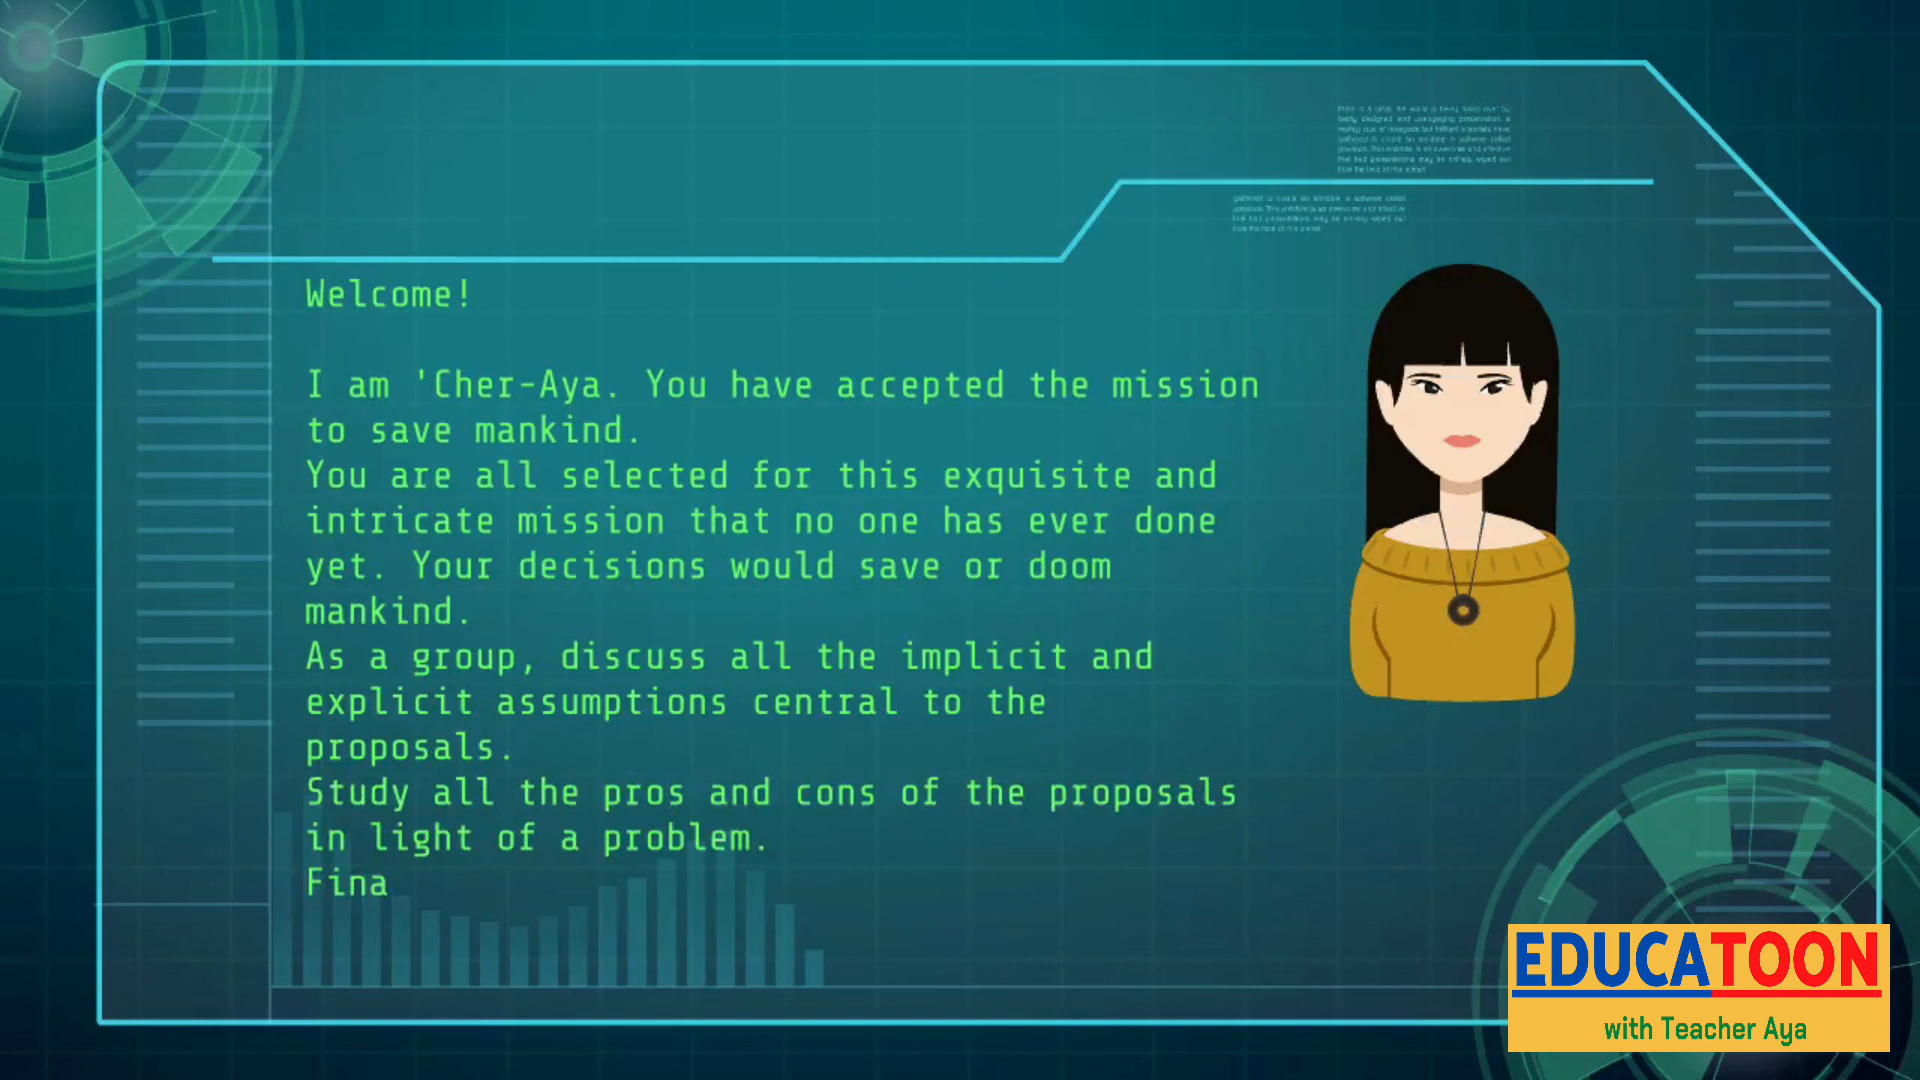 Welcome!
I am 'Cher-Aya. You have accepted the mission
to save mankind.
You are all selected for this exquisite and
intricate mission that no one has ever done
yet. Your decisions would save or doom
mankind.
As a group, discuss all the implicit and
explicit assumptions central to the
proposals.
Study all the pros and cons of the proposals
in light of a problem.
Fina
EDUCATOON
with Teacher Aya